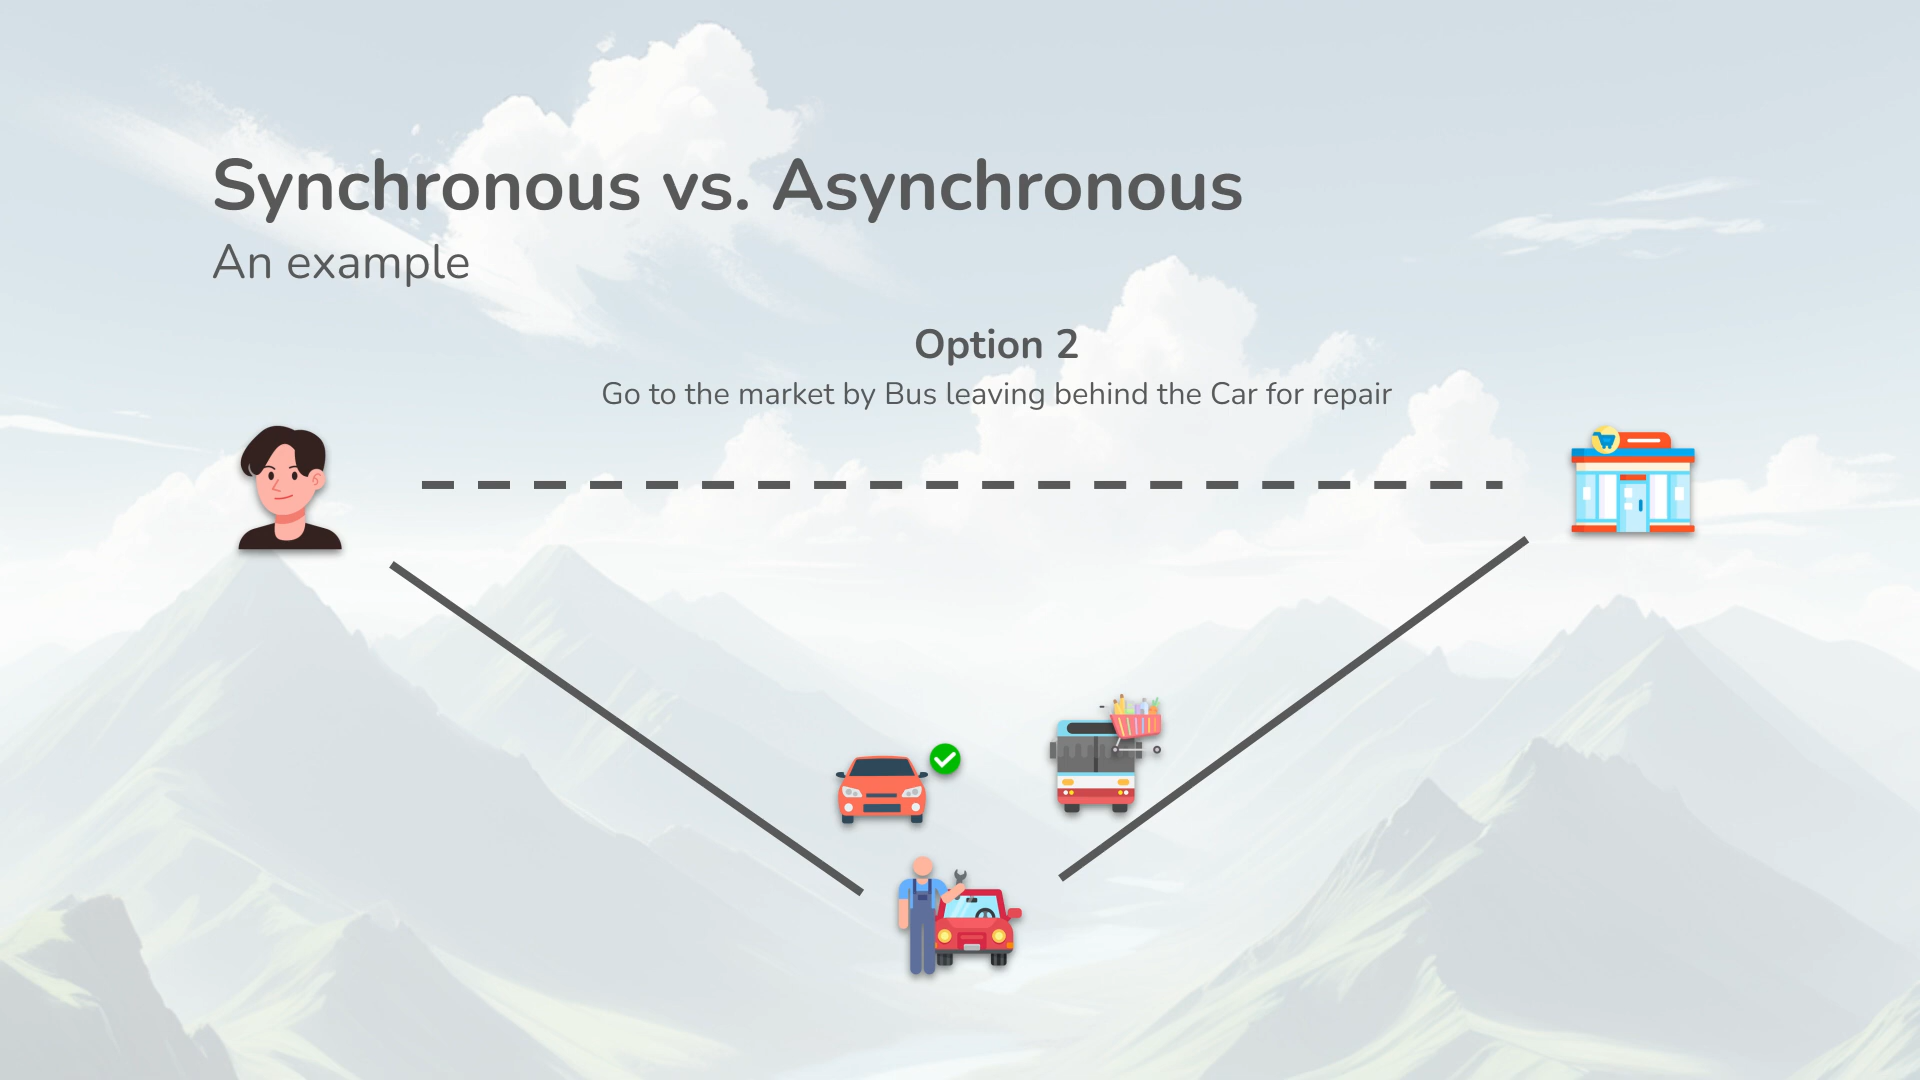 Synchronous vs. Asynchronous
An example
Option 2
Go to the market by Bus leaving behind the Car for repair